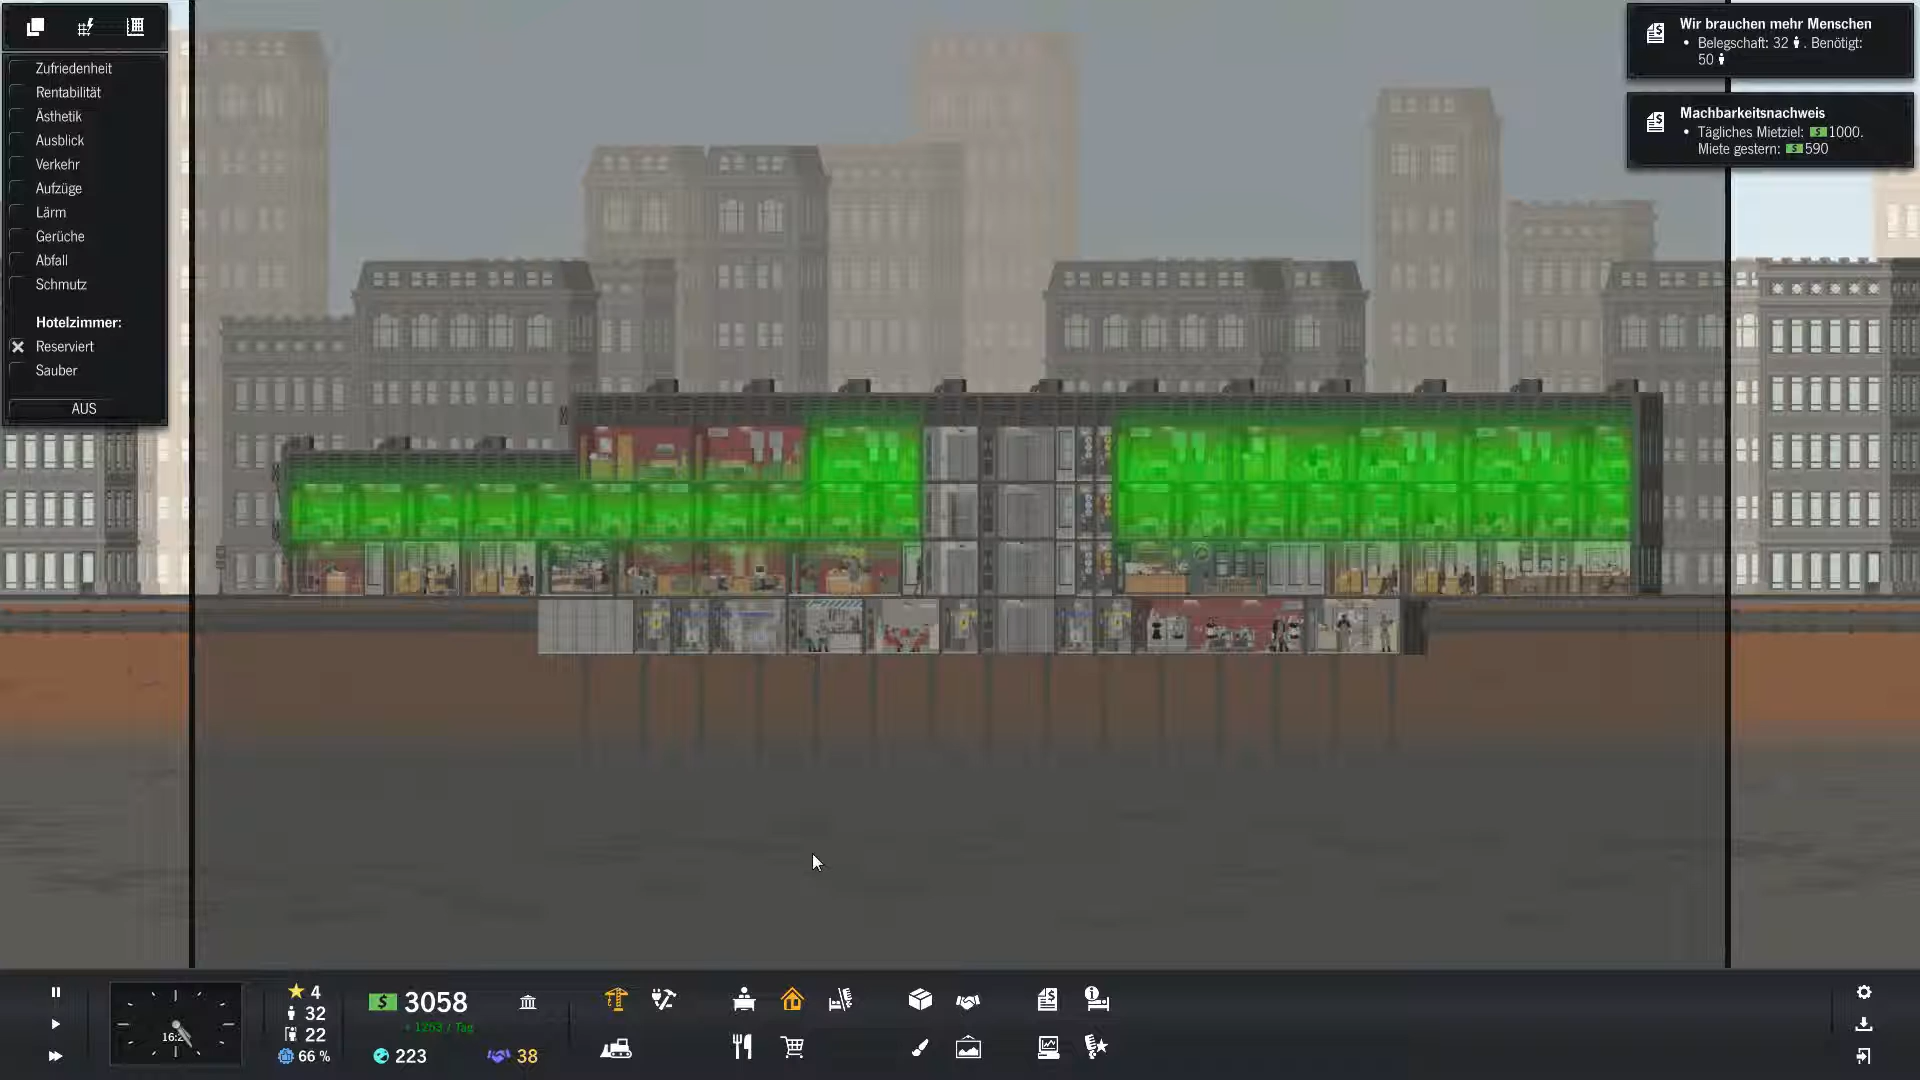 Zufriedenheit
Rentabilität
Ästhetik
Ausblick
Verkehr
Aufzüge
Lärm
Gerüche
Abfall
Schmutz
Hotelzimmer:
Reserviert
Sauber
AUS
Wir brauchen mehr Menschen
• Belegschaft: 32 . Benötigt:
50
Machbarkeitsnachweis
• Tägliches Mietziel: $1000.
Miete gestern: $590
4
32
22
66 %
$ 3058
/ Tag
223
38